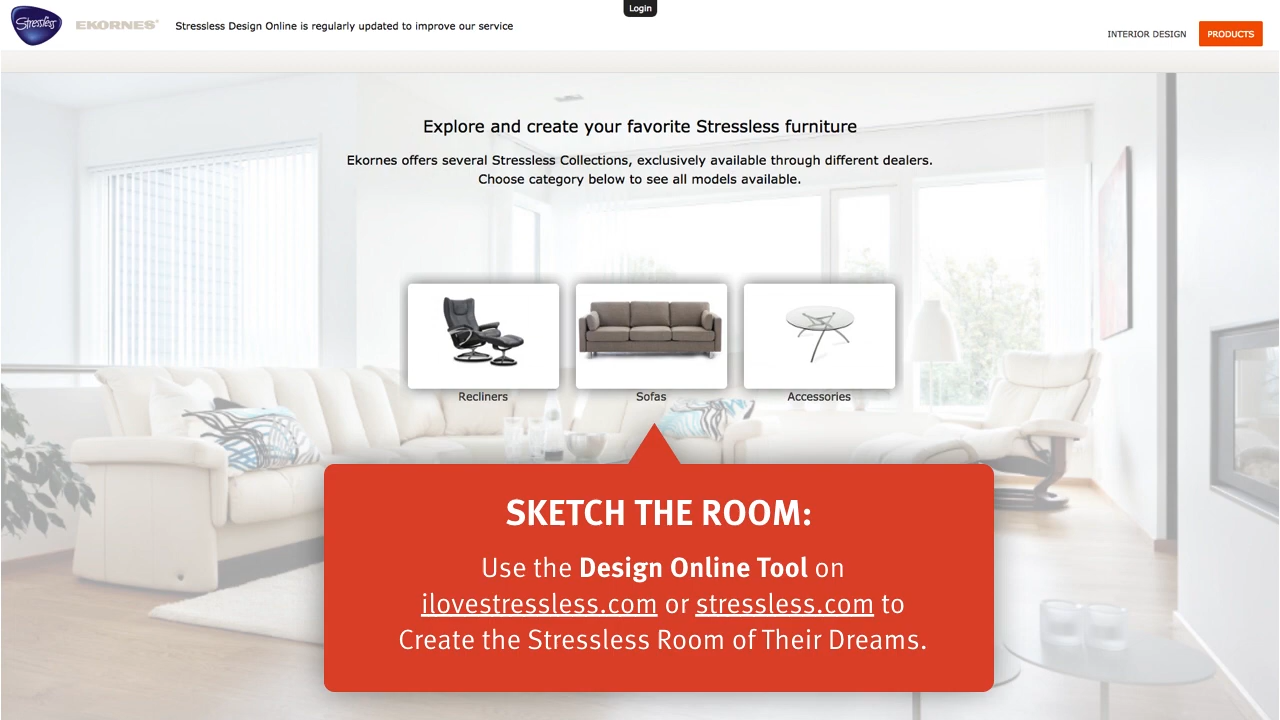 Login
Stressless
EKORNES®
Stressless Design Online is regularly updated to improve our service
INTERIOR DESIGN
PRODUCTS
Explore and create your favorite Stressless furniture
Ekornes offers several Stressless Collections, exclusively available through different dealers.
Choose category below to see all models available.
Recliners
Sofas
Accessories
SKETCH THE ROOM:
Use the Design Online Tool on
ilovestressless.com or stressless.com to
Create the Stressless Room of Their Dreams.